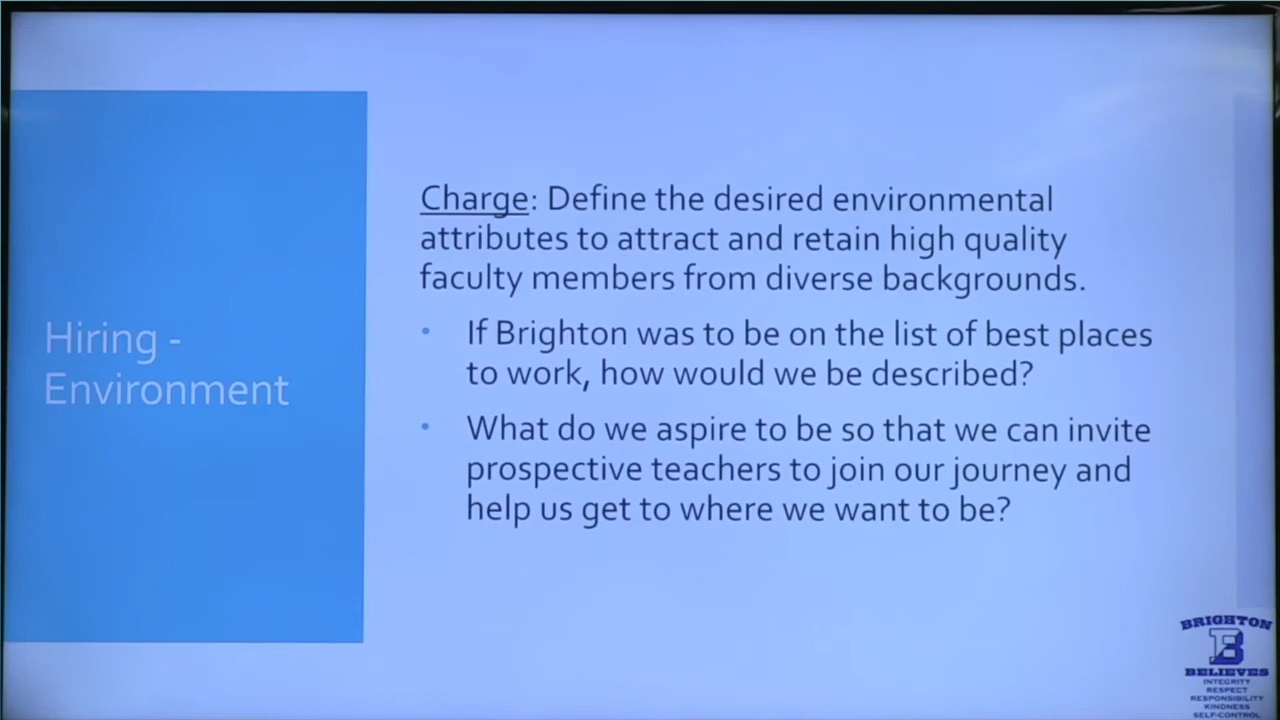 Hiring -
Environment
Charge: Define the desired environmental
attributes to attract and retain high quality
faculty members from diverse backgrounds.
• If Brighton was to be on the list of best places
to work, how would we be described?
• What do we aspire to be so that we can invite
prospective teachers to join our journey and
help us get to where we want to be?
BRIGHTON
B
BELIEVES
INTEGRITY
RESPECT
RESPONSIBILITY
KINDNESS
SELF-CONTROL